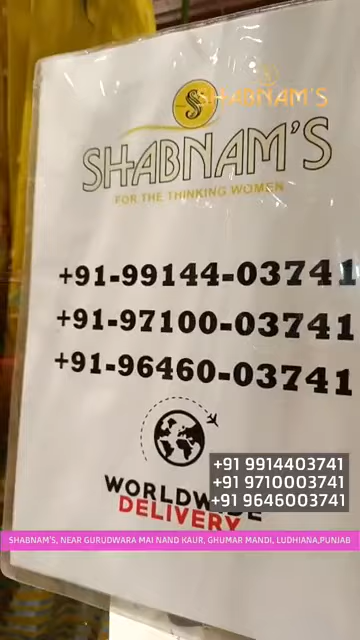 SHABNAM'S
SHABNAM'S
FOR THE THINKING WOMEN
+91-99144-03741
+91-97100-03741
+91-96460-03741
WORLDWIDE
DELIVERY
+91 9914403741
+91 9710003741
+91 9646003741
SHABNAM'S, NEAR GURUDWARA MAI NAND KAUR, GHUMAR MANDI, LUDHIANA,PUNJAB